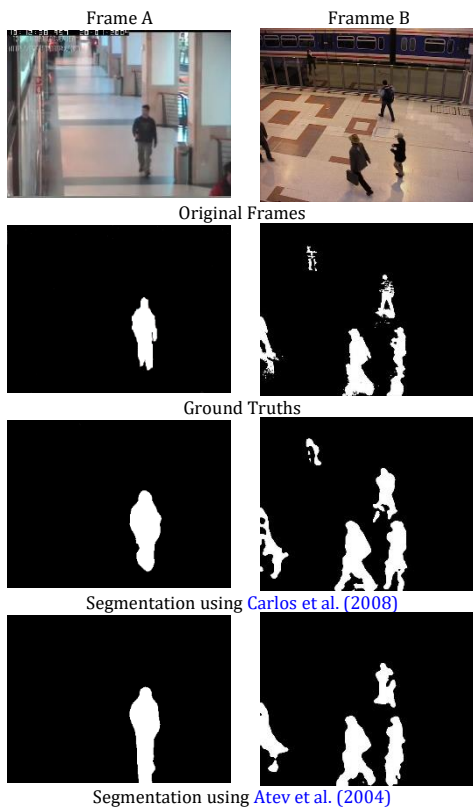 Frame A
Framme B
Original Frames
Ground Truths
Segmentation using Carlos et al. (2008)
Segmentation using Atev et al. (2004)